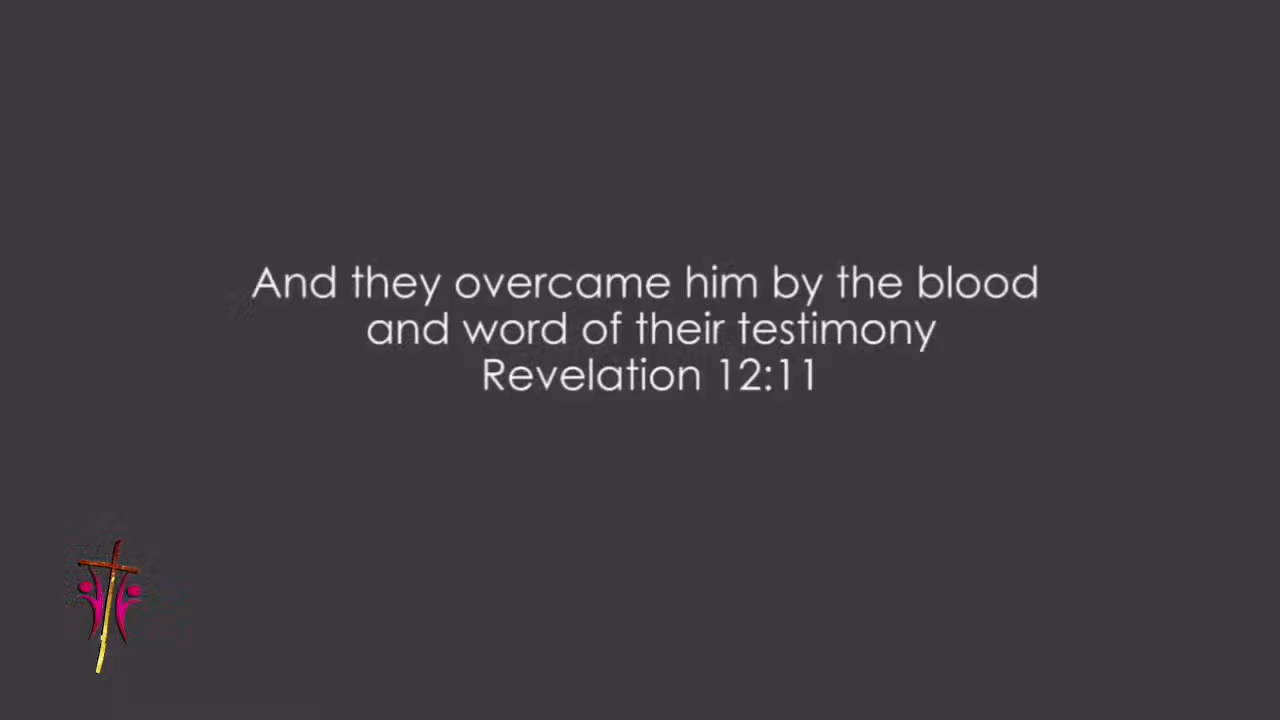 And they overcame him by the blood
and word of their testimony
Revelation 12:11